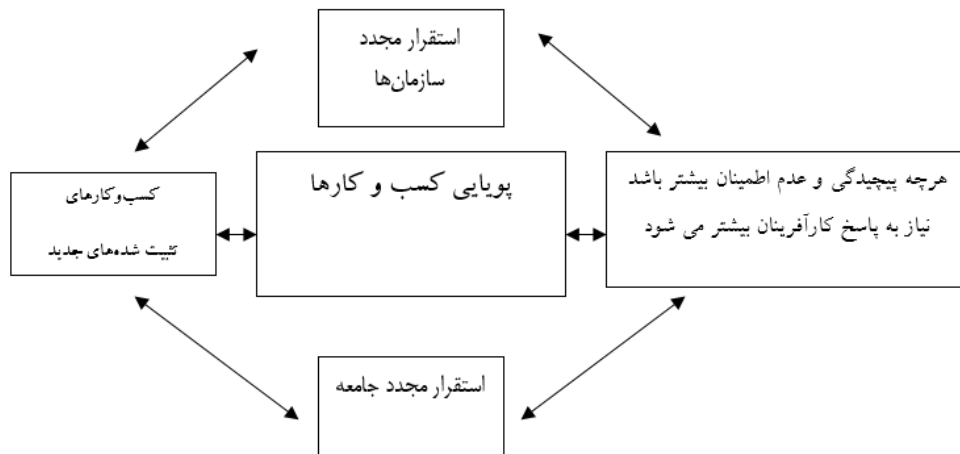 استقرار مجدد
سازمان‌ها
هرچه پیچیدگی و عدم اطمینان بیشتر باشد
نیاز به پاسخ کارآفرینان بیشتر می شود
پویایی کسب و کارها
کسب‌وکارهای
تثبیت شده‌های جدید
استقرار مجدد جامعه